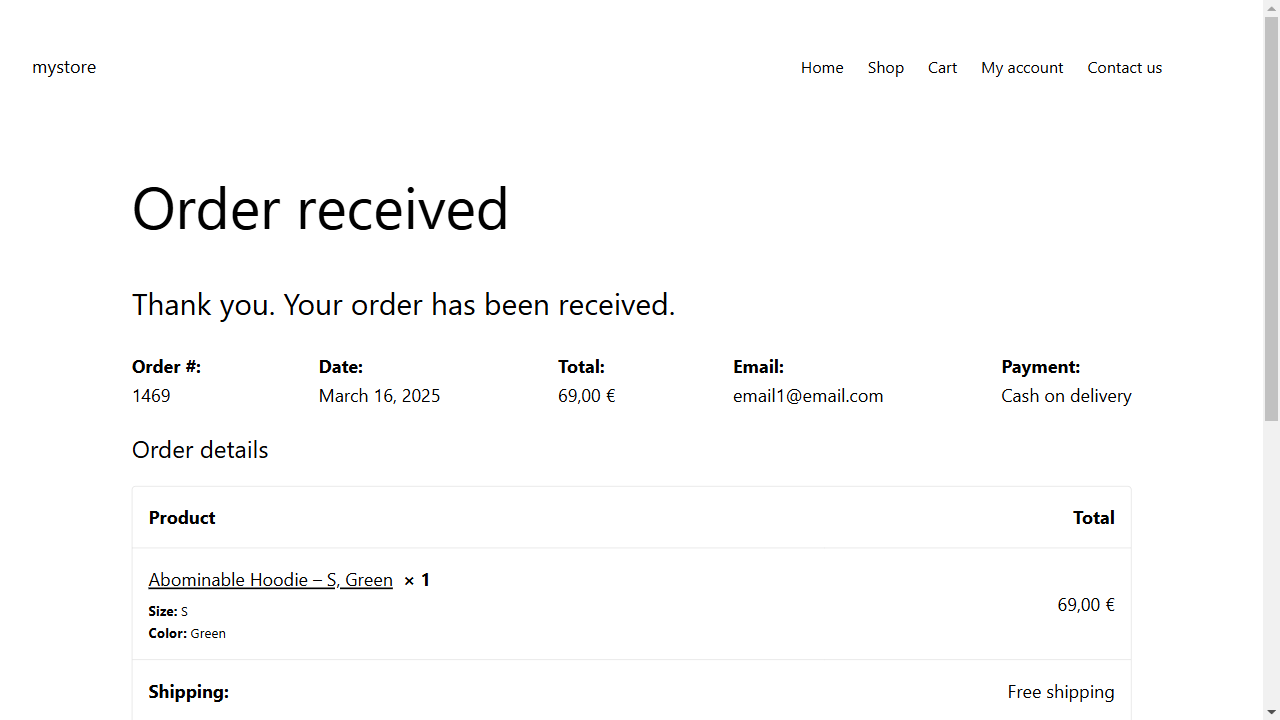 mystore
Home Shop Cart My account Contact us
Order received
Thank you. Your order has been received.
Order #: Date: Total: Email: Payment:
1469 March 16, 2025 69,00 € email1@email.com Cash on delivery
Order details
Product Total
Abominable Hoodie – S, Green × 1
69,00 €
Size: S
Color: Green
Shipping: Free shipping